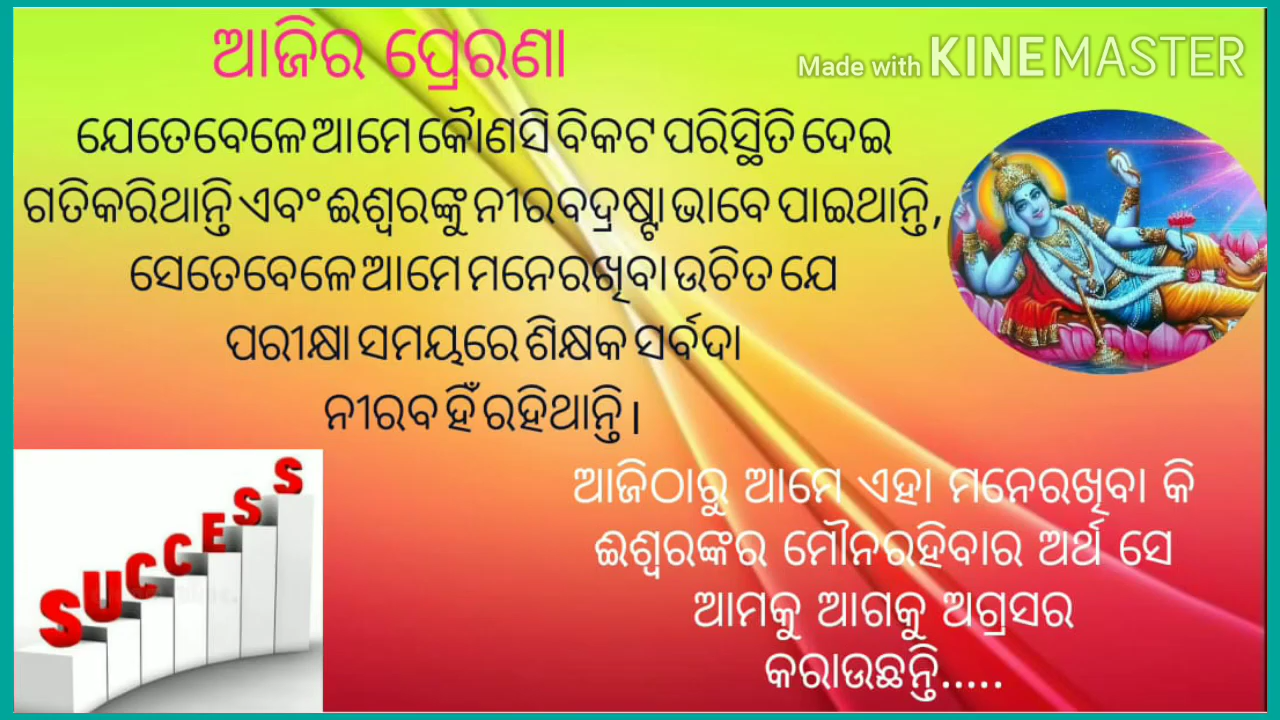 ଆଜିର ପ୍ରେରଣା
Made with KINEMASTER
ଯେତେବେଳେ ଆମେ କୌଣସି ବିକଟ ପରିସ୍ଥିତି ଦେଇ
ଗତିକରିଥାନ୍ତି ଏବଂ ଈଶ୍ୱରଙ୍କୁ ନୀରବଦ୍ରଷ୍ଟା ଭାବେ ପାଇଥାନ୍ତି,
ସେତେବେଳେ ଆମେ ମନେରଖିବା ଉଚିତ ଯେ
ପରୀକ୍ଷା ସମୟରେ ଶିକ୍ଷକ ସର୍ବଦା
ନୀରବ ହିଁ ରହିଥାନ୍ତି ।
SUCCESS
ଆଜିଠାରୁ ଆମେ ଏହା ମନେରଖିବା କି
ଈଶ୍ୱରଙ୍କର ମୌନରହିବାର ଅର୍ଥ ସେ
ଆମକୁ ଆଗକୁ ଅଗ୍ରସର
କରାଉଛନ୍ତି.....